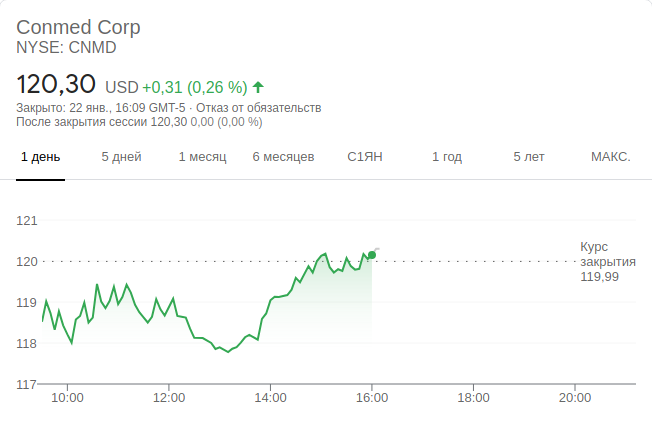 Conmed Corp
NYSE: CNMD
120,30 USD +0,31 (0,26 %)
Закрыто: 22 янв., 16:09 GMT-5 · Отказ от обязательств
После закрытия сессии 120,30 0,00 (0,00 %)
1 день 5 дней 1 месяц 6 месяцев С1ЯН 1 год 5 лет МАКС.
121
120
119
118
117
Курс
закрытия
119,99
10:00 12:00 14:00 16:00 18:00 20:00